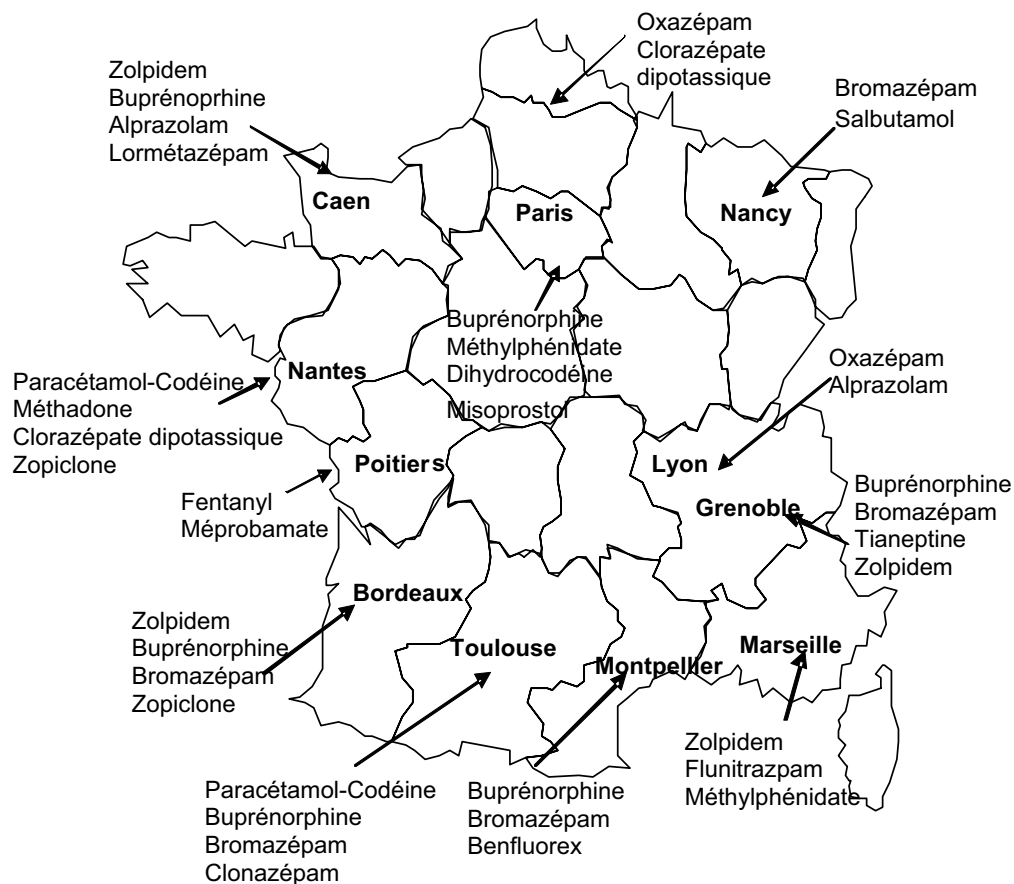 Oxazépam
Clorazépate
dipotassique
Zolpidem
Buprénoprhine
Alprazolam
Lormétazépam
Bromazépam
Salbutamol
Caen
Paris
Nancy
Buprénorphine
Méthylphénidate
Dihydrocodéine
Misoprostol
Nantes
Paracétamol-Codéine
Méthadone
Clorazépate dipotassique
Zopiclone
Oxazépam
Alprazolam
Poitiers
Lyon
Fentanyl
Méprobamate
Grenoble
Buprénorphine
Bromazépam
Tianeptine
Zolpidem
Bordeaux
Zolpidem
Buprénorphine
Bromazépam
Zopiclone
Toulouse
Montpellier
Marseille
Zolpidem
Flunitrazpam
Méthylphénidate
Paracétamol-Codéine
Buprénorphine
Bromazépam
Clonazépam
Buprénorphine
Bromazépam
Benfluorex